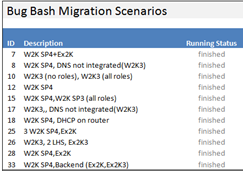 Bug Bash Migration Scenarios
ID Description Running Status
7 W2K SP4+Ex2K finished
8 W2K SP4, DNS not integrated(W2K3) finished
10 W2K3 (no roles), W2K3 (all roles) finished
12 W2K SP4 finished
15 W2K SP4,W2K SP3 (all roles) finished
17 W2K3,, DNS not integrated(W2K3) finished
18 W2K SP4, DHCP on router finished
25 3 W2K SP4,Ex2K finished
26 W2K3, 2 LHS, Ex2K3 finished
28 W2K SP4,Ex2K finished
33 W2K SP4,Backend (Ex2K,Ex2K3) finished